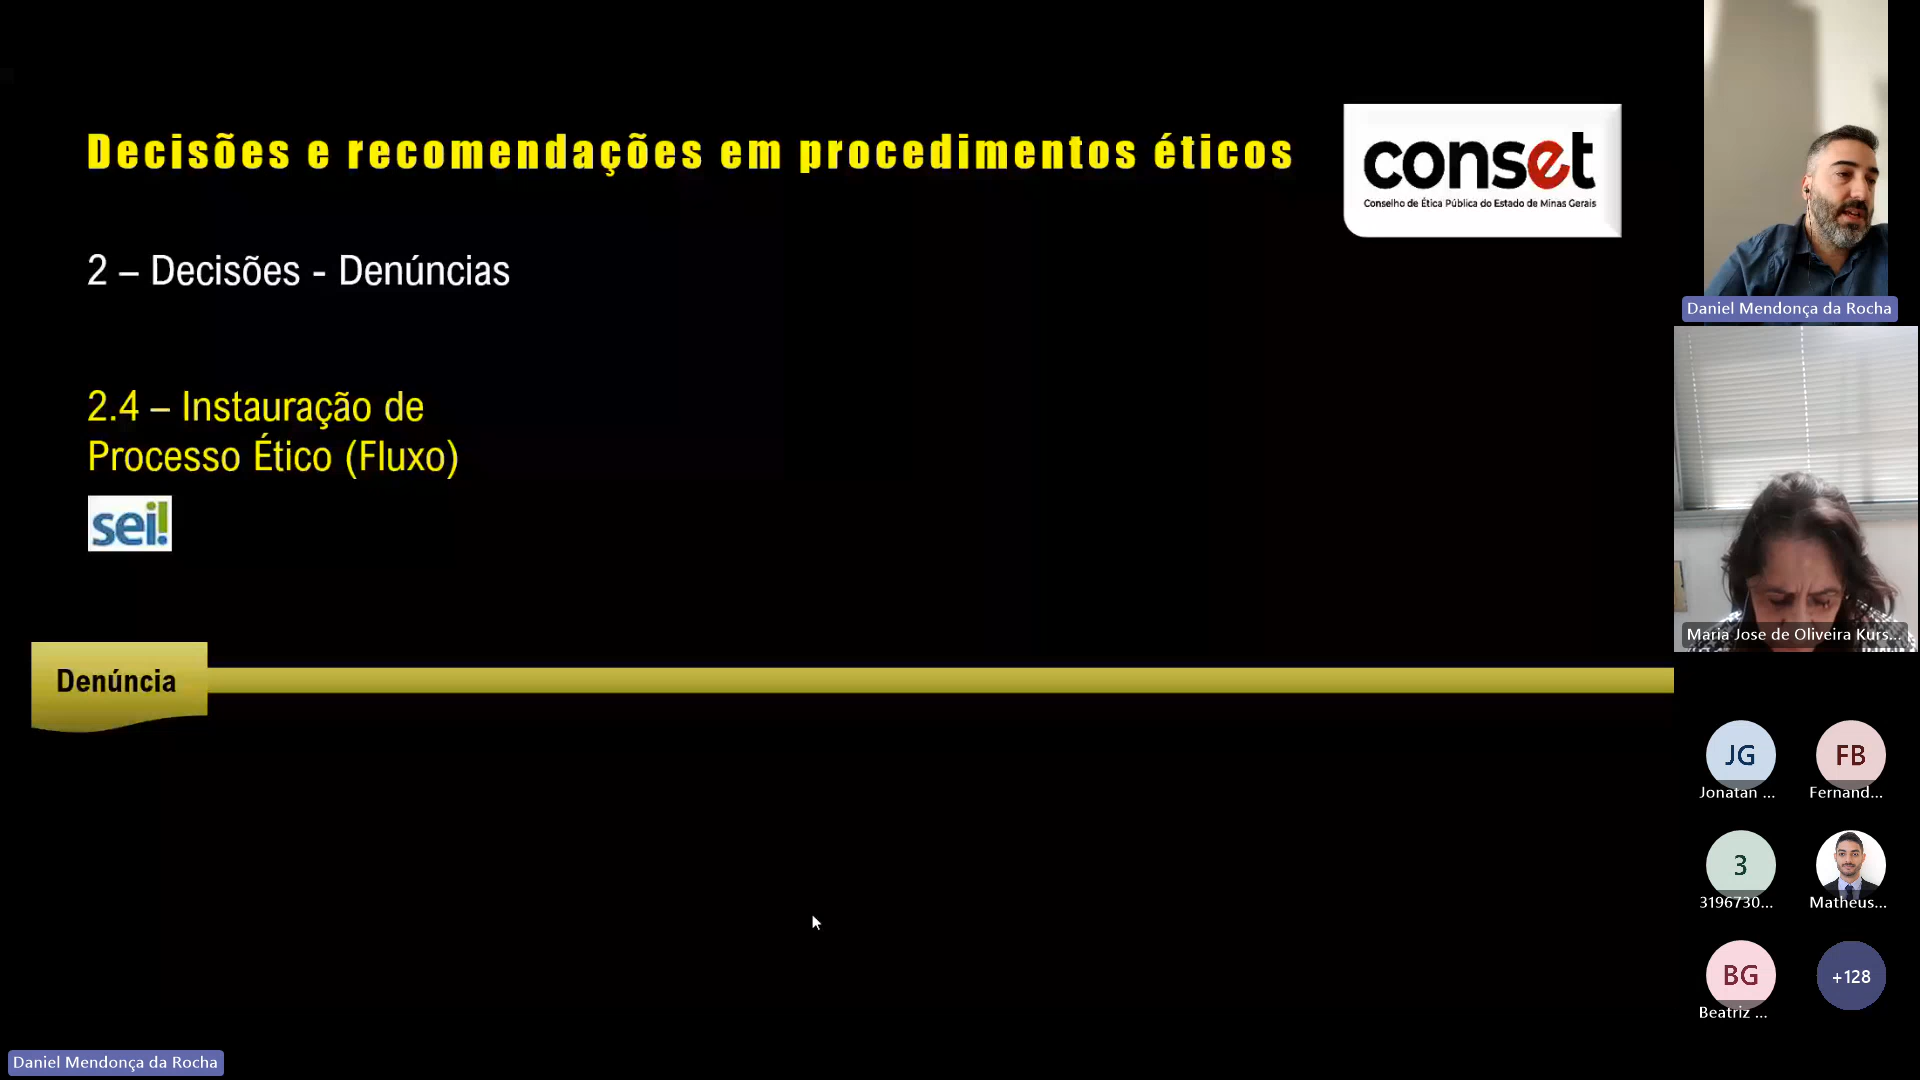 Decisões e recomendações em procedimentos éticos
conset
Conselho de Ética Pública do Estado de Minas Gerais
2 – Decisões - Denúncias
2.4 – Instauração de
Processo Ético (Fluxo)
sei!
Denúncia
Daniel Mendonça da Rocha
Maria Jose de Oliveira Kurs...
JG
Jonatan ...
FB
Fernand...
3
3196730...
Matheus...
BG
Beatriz ...
+128
Daniel Mendonça da Rocha